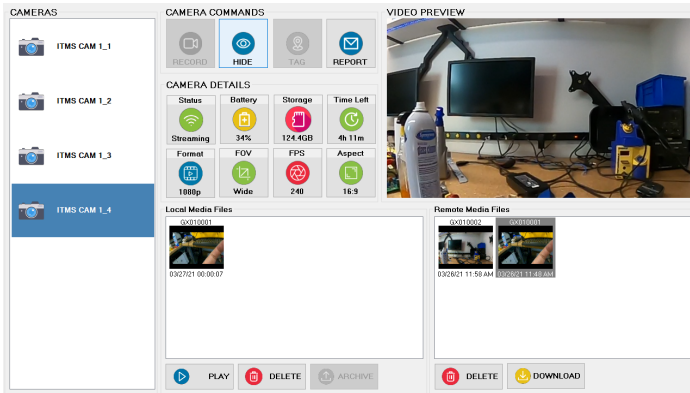 CAMERAS
ITMS CAM 1_1
ITMS CAM 1_2
ITMS CAM 1_3
ITMS CAM 1_4
CAMERA COMMANDS
RECORD HIDE TAG REPORT
CAMERA DETAILS
Status Battery Storage Time Left
Streaming 34% 124.4GB 4h 11m
Format FOV FPS Aspect
1080p Wide 240 16:9
VIDEO PREVIEW
Local Media Files
GX010001
03/27/21 00:00:07
PLAY DELETE ARCHIVE
Remote Media Files
GX010002 GX010001
03/26/21 11:58 AM 03/26/21 11:48 AM
DELETE DOWNLOAD